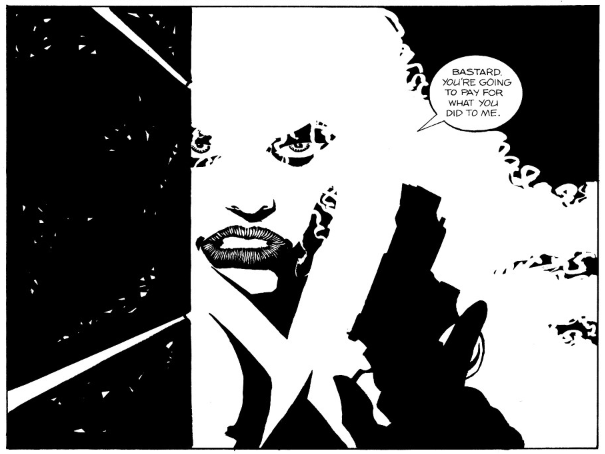 BASTARD.
YOU'RE GOING
TO PAY FOR
WHAT YOU
DID TO ME.